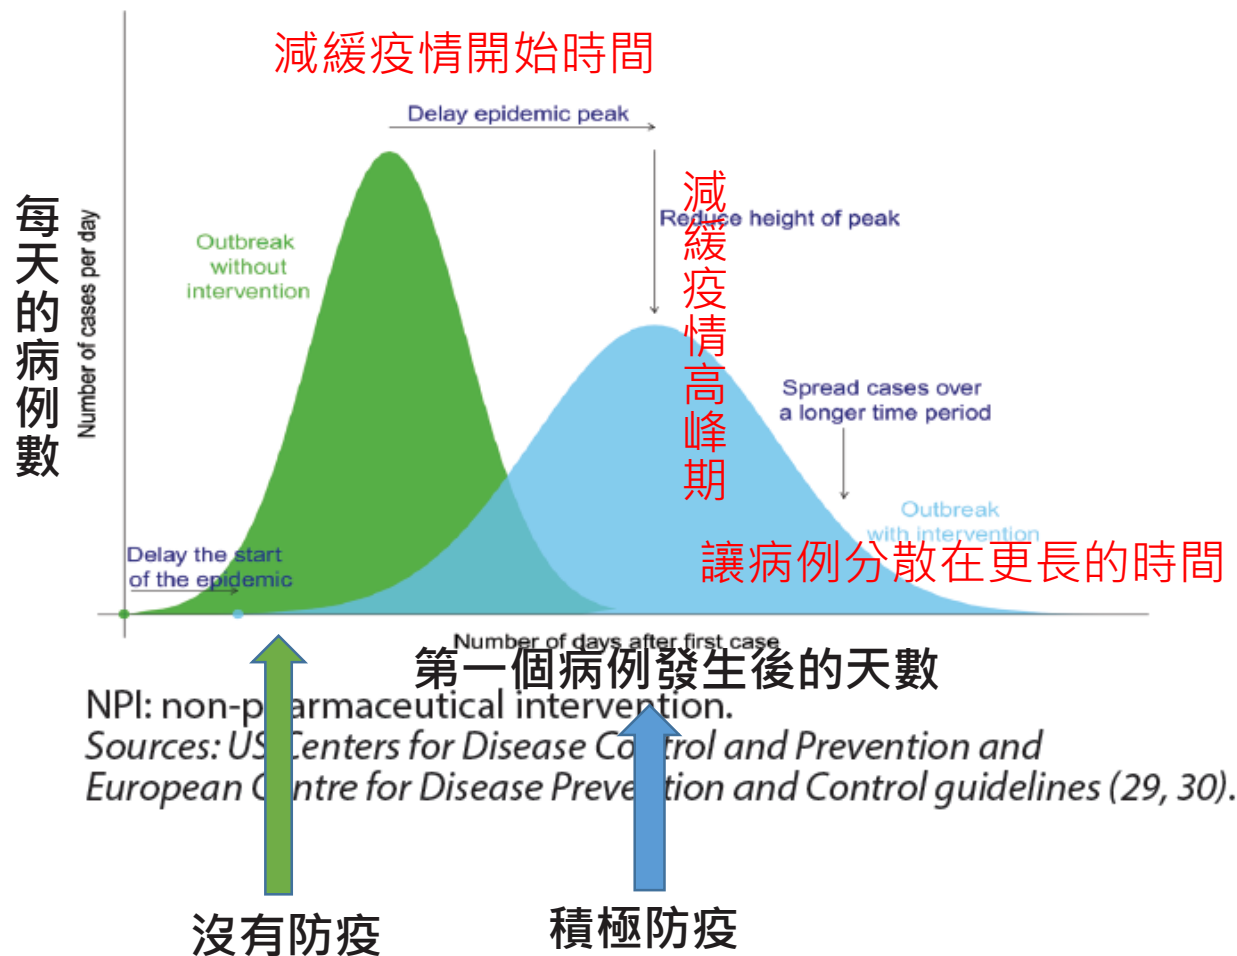 減緩疫情開始時間
Delay epidemic peak
每天的病例數
Number of cases per day
減緩疫情高峰期
Reduce height of peak
Outbreak
without
intervention
Spread cases over
a longer time period
Outbreak
with intervention
讓病例分散在更長的時間
Delay the start
of the epidemic
Number of days after first case
第一個病例發生後的天數
NPI: non-pharmaceutical intervention.
Sources: US Centers for Disease Control and Prevention and
European Centre for Disease Prevention and Control guidelines (29, 30).
沒有防疫
積極防疫